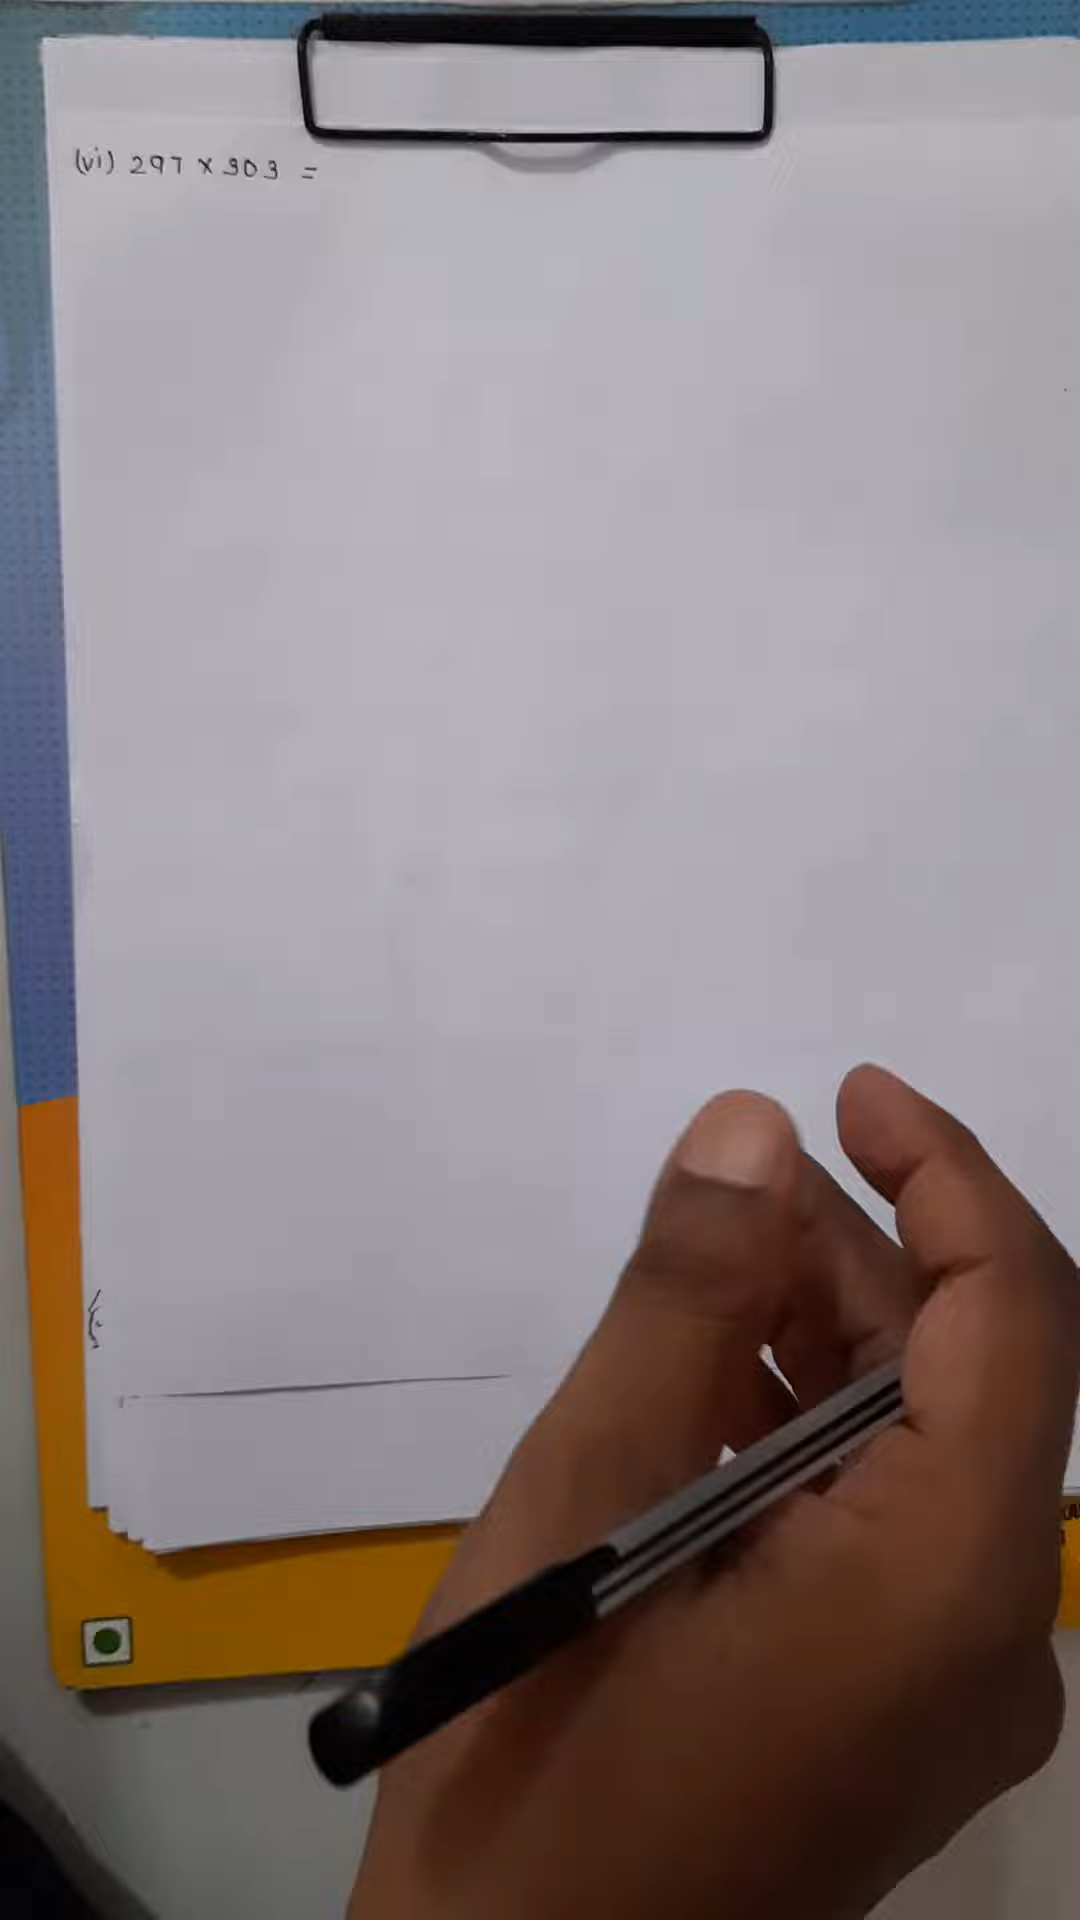 (vi) 297 × 303 =